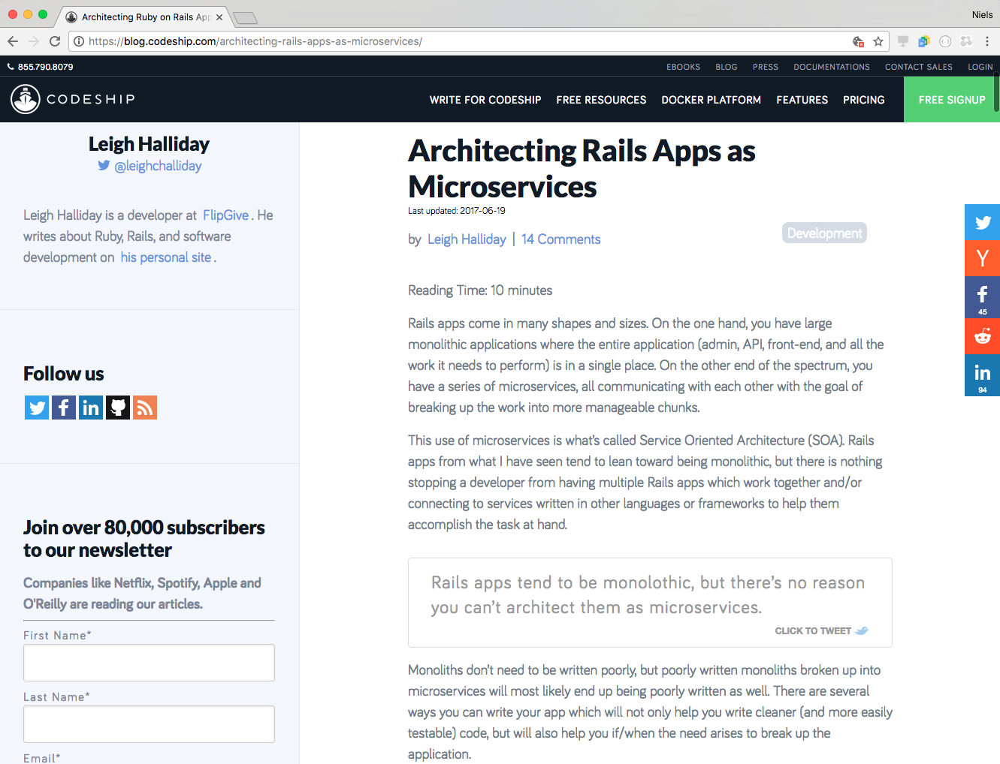 Architecting Ruby on Rails App
Niels
https://blog.codeship.com/architecting-rails-apps-as-microservices/
855.790.8079
EBOOKS BLOG PRESS DOCUMENTATIONS CONTACT SALES LOGIN
CODESHIP
WRITE FOR CODESHIP FREE RESOURCES DOCKER PLATFORM FEATURES PRICING FREE SIGNUP
Leigh Halliday
@leighchalliday
Leigh Halliday is a developer at FlipGive . He
writes about Ruby, Rails, and software
development on his personal site .
Follow us
Join over 80,000 subscribers
to our newsletter
Companies like Netflix, Spotify, Apple and
O'Reilly are reading our articles.
First Name*
Last Name*
Email*
Architecting Rails Apps as
Microservices
Last updated: 2017-06-19
by Leigh Halliday | 14 Comments
Development
Reading Time: 10 minutes
Rails apps come in many shapes and sizes. On the one hand, you have large
monolithic applications where the entire application (admin, API, front-end, and all the
work it needs to perform) is in a single place. On the other end of the spectrum, you
have a series of microservices, all communicating with each other with the goal of
breaking up the work into more manageable chunks.
This use of microservices is what's called Service Oriented Architecture (SOA). Rails
apps from what I have seen tend to lean toward being monolithic, but there is nothing
stopping a developer from having multiple Rails apps which work together and/or
connecting to services written in other languages or frameworks to help them
accomplish the task at hand.
Rails apps tend to be monolothic, but there's no reason
you can't architect them as microservices.
CLICK TO TWEET
Monoliths don't need to be written poorly, but poorly written monoliths broken up into
microservices will most likely end up being poorly written as well. There are several
ways you can write your app which will not only help you write cleaner (and more easily
testable) code, but will also help you if/when the need arises to break up the
application.
45
94